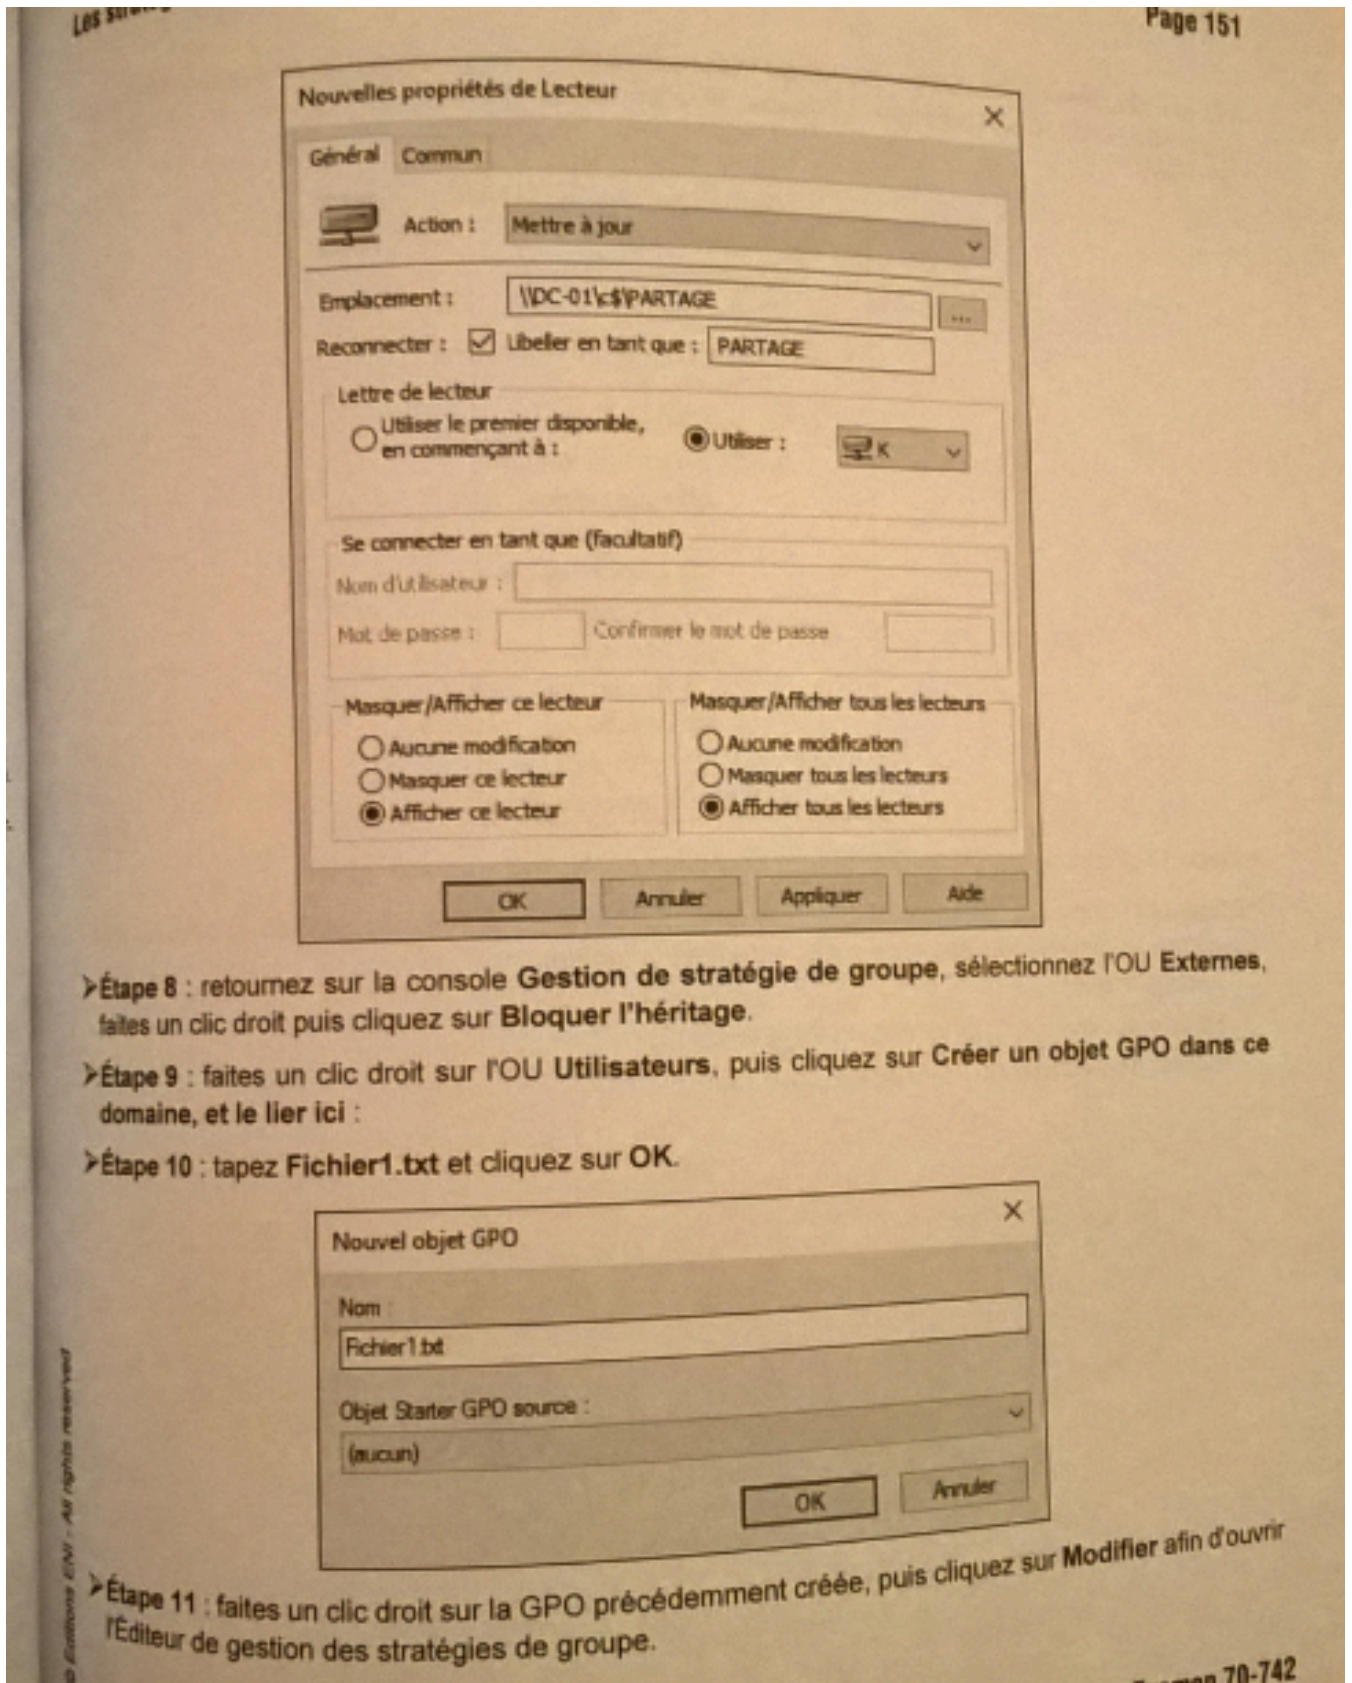 Les
Page 151
Nouvelles propriétés de Lecteur
Général Commun
Action : Mettre à jour
Emplacement : \\DC-01\c$\PARTAGE ...
Reconnecter : Libeller en tant que : PARTAGE
Lettre de lecteur
Utiliser le premier disponible,
en commençant à :
Utiliser : K
Se connecter en tant que (facultatif)
Nom d'utilisateur :
Mot de passe : Confirmer le mot de passe
Masquer/Afficher ce lecteur
Aucune modification
Masquer ce lecteur
Afficher ce lecteur
Masquer/Afficher tous les lecteurs
Aucune modification
Masquer tous les lecteurs
Afficher tous les lecteurs
OK Annuler Appliquer Aide
➢Étape 8 : retournez sur la console Gestion de stratégie de groupe, sélectionnez l'OU Externes,
faites un clic droit puis cliquez sur Bloquer l'héritage.
➢Étape 9 : faites un clic droit sur l'OU Utilisateurs, puis cliquez sur Créer un objet GPO dans ce
domaine, et le lier ici :
➢Étape 10 : tapez Fichier1.txt et cliquez sur OK.
Nouvel objet GPO
Nom :
Fichier1.txt
Objet Starter GPO source :
(aucun)
OK Annuler
➢Étape 11 : faites un clic droit sur la GPO précédemment créée, puis cliquez sur Modifier afin d'ouvrir
l'Éditeur de gestion des stratégies de groupe.
Editions ENI - All rights reserved
70-742